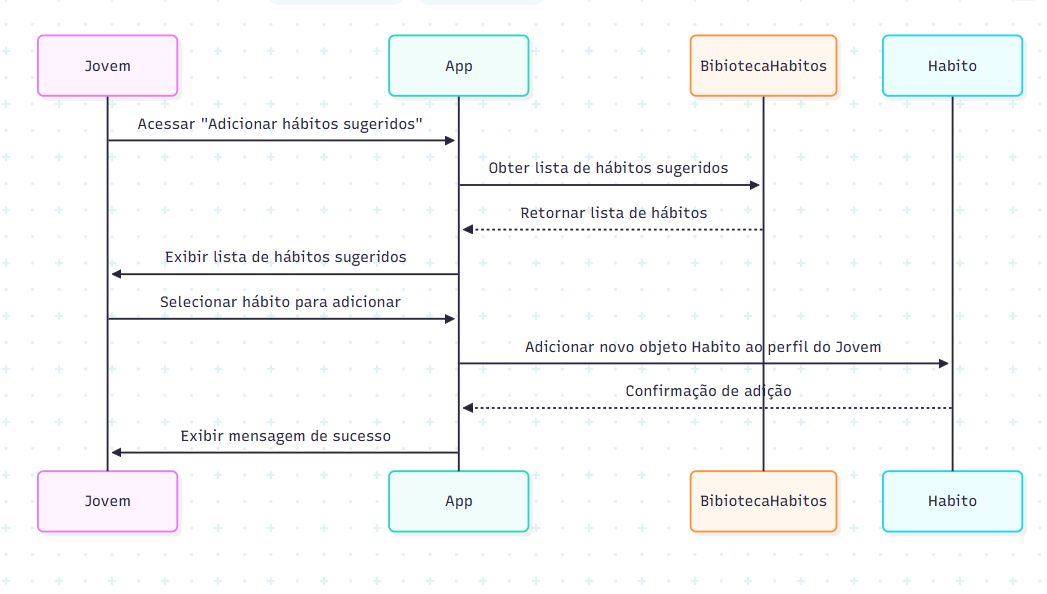 Jovem
App
BibiotecaHabitos
Habito
Acessar "Adicionar hábitos sugeridos"
Obter lista de hábitos sugeridos
Retornar lista de hábitos
Exibir lista de hábitos sugeridos
Selecionar hábito para adicionar
Adicionar novo objeto Habito ao perfil do Jovem
Confirmação de adição
Exibir mensagem de sucesso
Jovem
App
BibiotecaHabitos
Habito